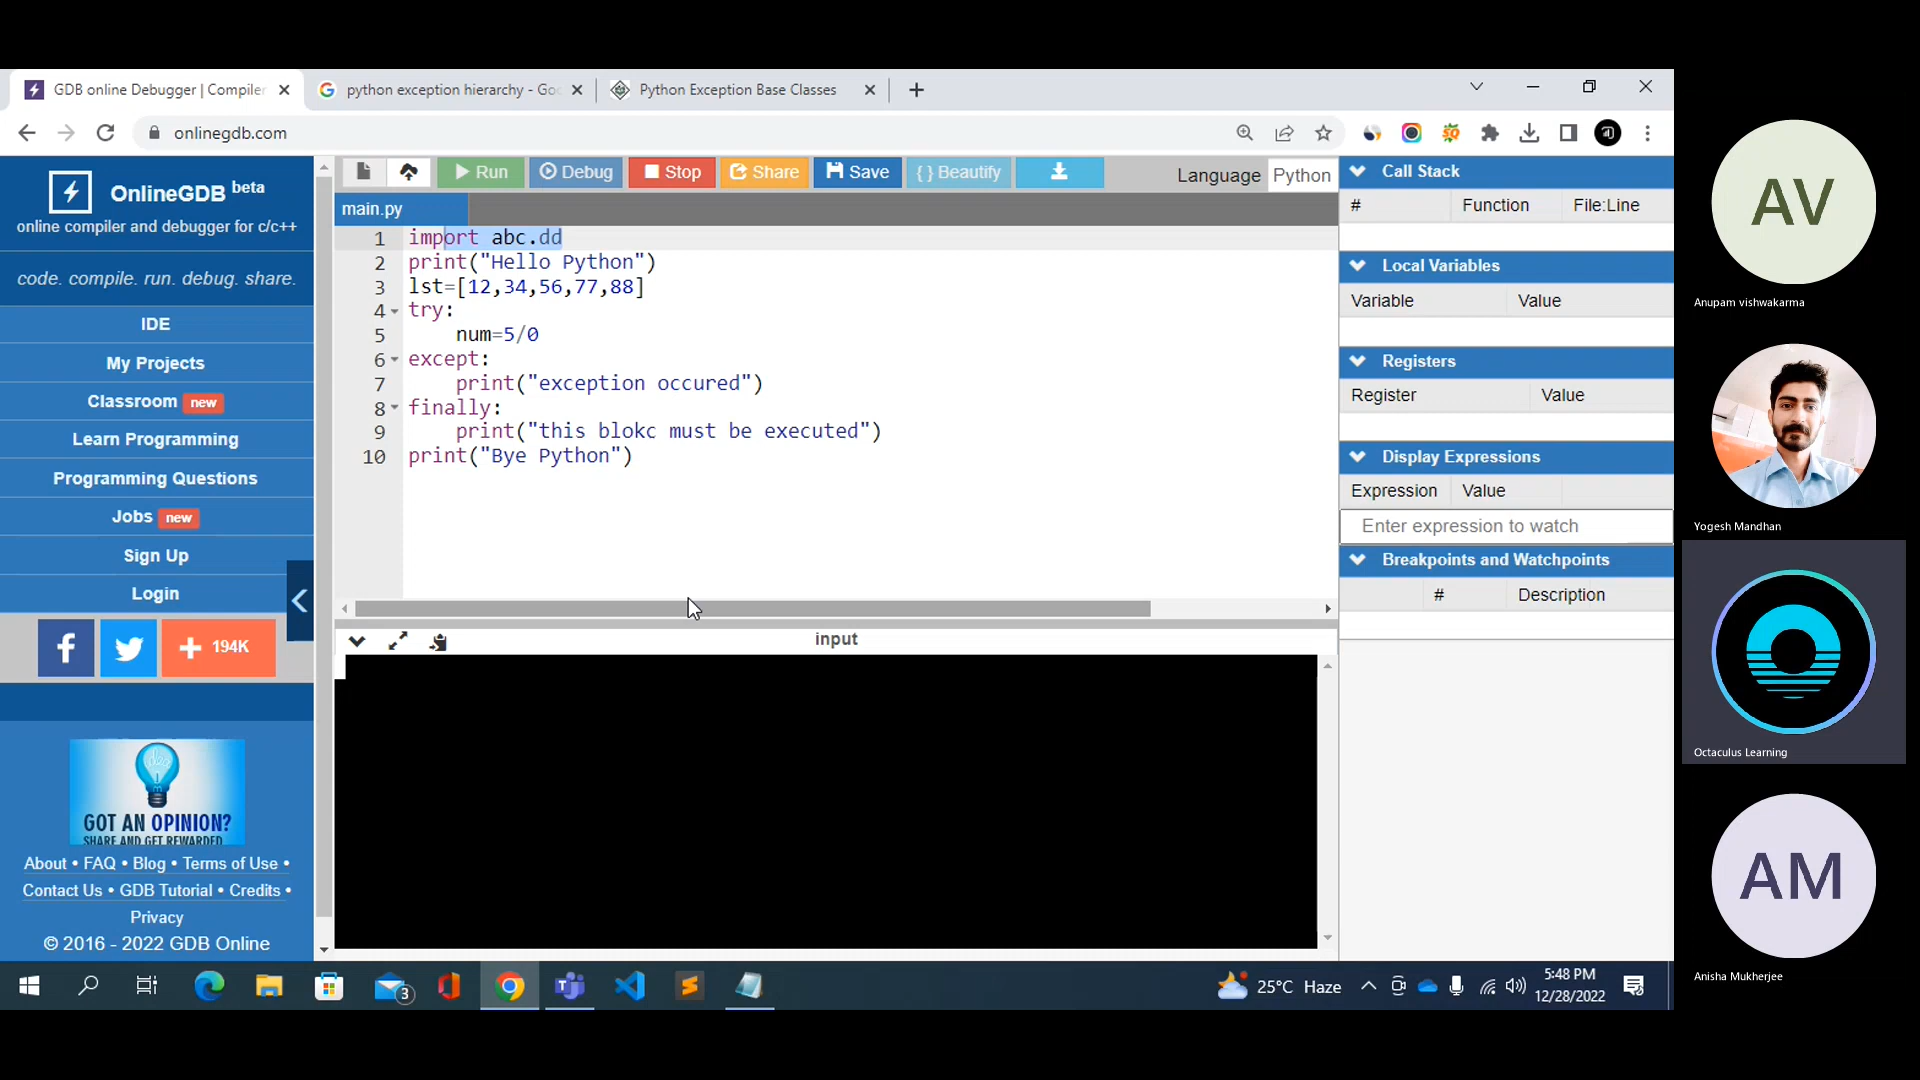 GDB online Debugger | Compiler
python exception hierarchy - Goo
Python Exception Base Classes
onlinegdb.com
OnlineGDB beta
online compiler and debugger for c/c++
code. compile. run. debug. share.
IDE
My Projects
Classroom new
Learn Programming
Programming Questions
Jobs new
Sign Up
Login
f
194K
GOT AN OPINION?
SHARE AND GET REWARDED
About • FAQ • Blog • Terms of Use •
Contact Us • GDB Tutorial • Credits •
Privacy
© 2016 - 2022 GDB Online
Run Debug Stop Share Save { } Beautify
Language Python
main.py
1 import abc.dd
2 print("Hello Python")
3 lst=[12,34,56,77,88]
4 try:
5 num=5/0
6 except:
7 print("exception occured")
8 finally:
9 print("this blokc must be executed")
10 print("Bye Python")
input
Call Stack
# Function File:Line
Local Variables
Variable Value
Registers
Register Value
Display Expressions
Expression Value
Enter expression to watch
Breakpoints and Watchpoints
# Description
AV
Anupam vishwakarma
Yogesh Mandhan
Octaculus Learning
AM
Anisha Mukherjee
3
25°C Haze
5:48 PM
12/28/2022